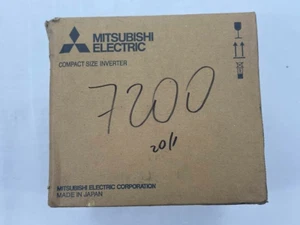 MITSUBISHI
ELECTRIC
COMPACT SIZE INVERTER
7200
2011
MITSUBISHI ELECTRIC CORPORATION
MADE IN JAPAN